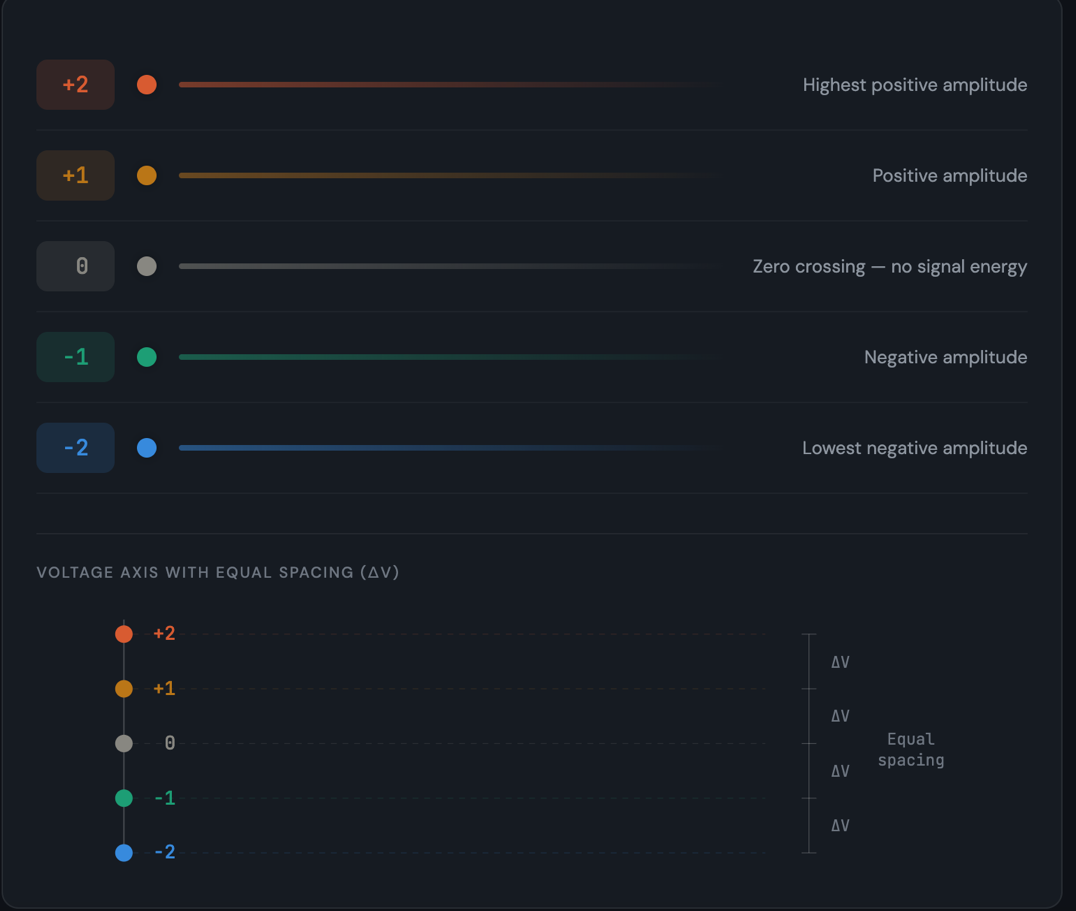 +2 Highest positive amplitude
+1 Positive amplitude
0 Zero crossing — no signal energy
-1 Negative amplitude
-2 Lowest negative amplitude
VOLTAGE AXIS WITH EQUAL SPACING (ΔV)
+2
ΔV
+1
ΔV
0
Equal
spacing
ΔV
-1
ΔV
-2